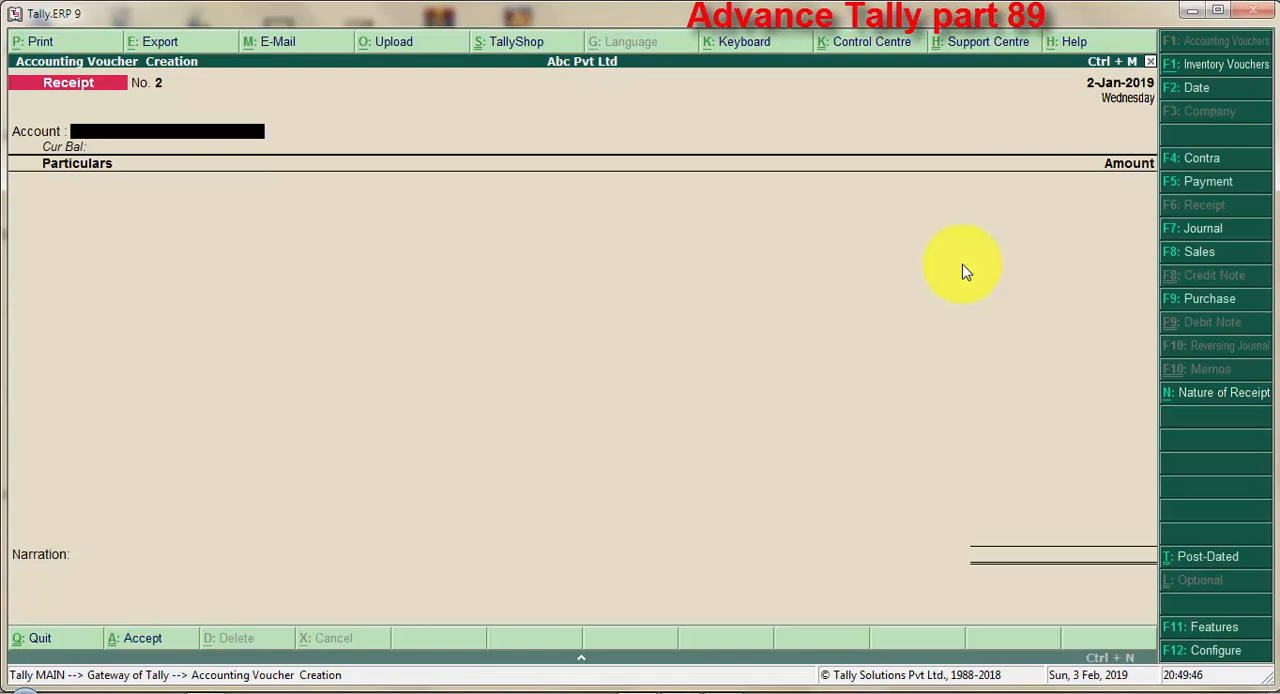 Tally.ERP 9
Advance Tally part 89
P: Print
E: Export
M: E-Mail
O: Upload
S: TallyShop
G: Language
K: Keyboard
K: Control Centre
H: Support Centre
H: Help
Accounting Voucher Creation
Abc Pvt Ltd
Ctrl + M
Receipt No. 2
2-Jan-2019
Wednesday
Account :
Cur Bal:
Particulars
Amount
Narration:
F1: Accounting Vouchers
F1: Inventory Vouchers
F2: Date
F3: Company
F4: Contra
F5: Payment
F6: Receipt
F7: Journal
F8: Sales
F8: Credit Note
F9: Purchase
F9: Debit Note
F10: Reversing Journal
F10: Memos
N: Nature of Receipt
T: Post-Dated
L: Optional
F11: Features
F12: Configure
Q: Quit
A: Accept
D: Delete
X: Cancel
Ctrl + N
Tally MAIN --> Gateway of Tally --> Accounting Voucher Creation
© Tally Solutions Pvt Ltd., 1988-2018
Sun, 3 Feb, 2019
20:49:46